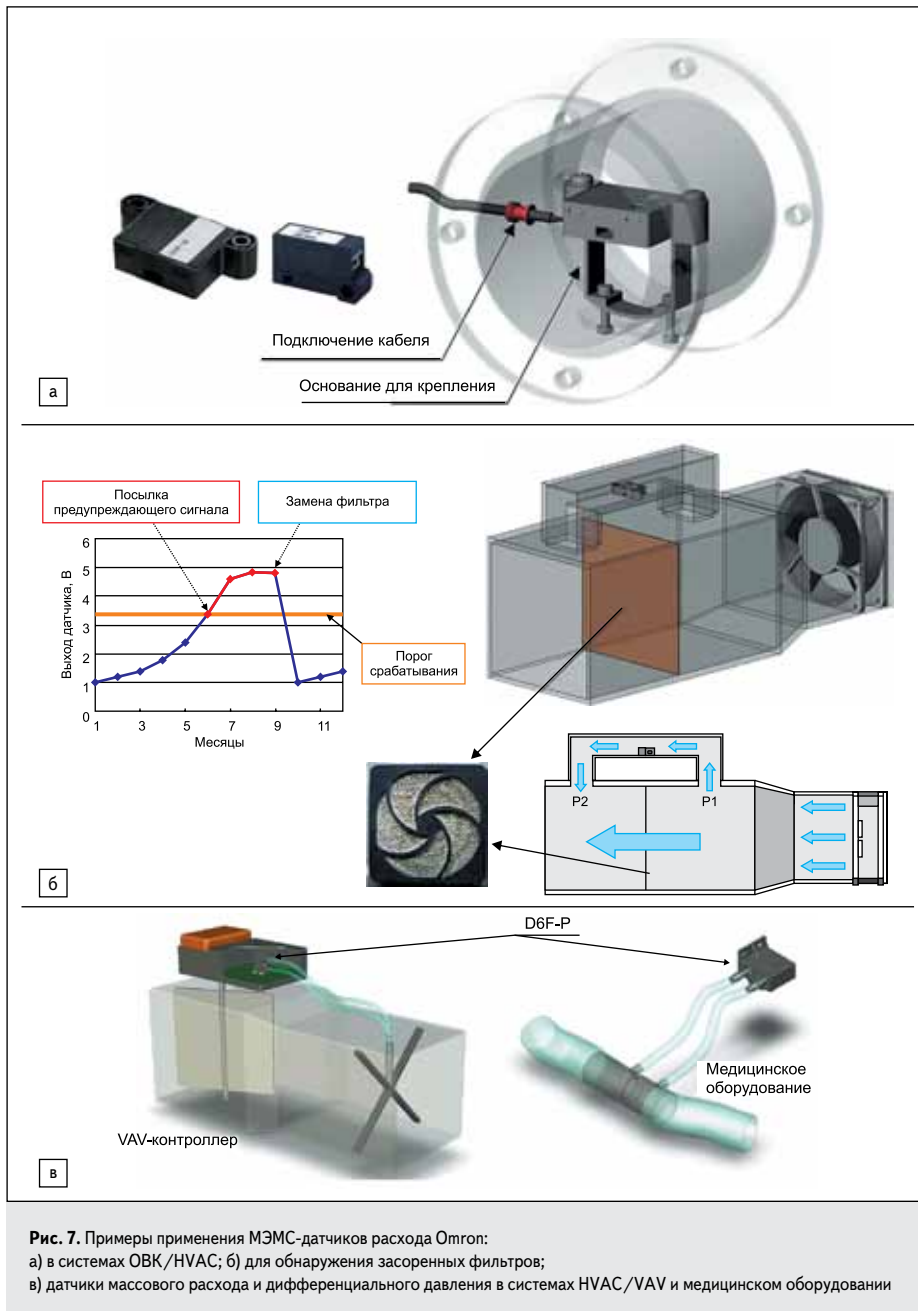 Подключение кабеля
Основание для крепления
а
Посылка
предупреждающего сигнала
Замена фильтра
6
5
4
3
2
1
0
Выход датчика, В
Порог
срабатывания
1
3
5
7
9
11
Месяцы
P2
P1
б
D6F-P
Медицинское
оборудование
VAV-контроллер
в
Рис. 7. Примеры применения МЭМС-датчиков расхода Omron:
а) в системах ОВК/HVAC; б) для обнаружения засоренных фильтров;
в) датчики массового расхода и дифференциального давления в системах HVAC/VAV и медицинском оборудовании